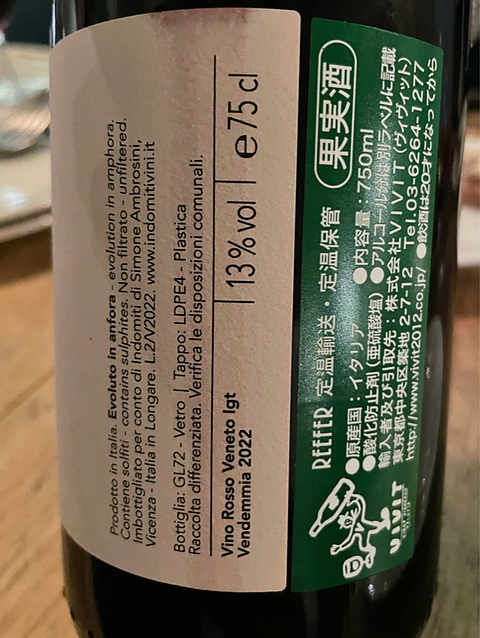 Prodotto in Italia. Evoluto in anfora - evolution in amphora.
Contiene solfiti - contains sulphites. Non filtrato - unfiltered.
Imbottigliato per conto di Indomiti di Simone Ambrosini,
Vicenza - Italia in Longare. L.2/V2022. www.indomitivini.it
Bottiglia: GL72 - Vetro | Tappo: LDPE4 - Plastica
Raccolta differenziata. Verifica le disposizioni comunali.
13% vol | e 75 cl
Vino Rosso Veneto Igt
Vendemmia 2022
果実酒
REEFER 定温輸送・定温保管
●原産国：イタリア ●内容量：750ml
●酸化防止剤（亜硫酸塩）●アルコール分は別ラベルに記載
輸入者及び引取先：株式会社VIVIT（ヴィヴィット）
東京都中央区築地 2-7-12 Tel.03-6264-1277
http://www.vivit2012.co.jp/ ●飲酒は20才になってから
VIVIT